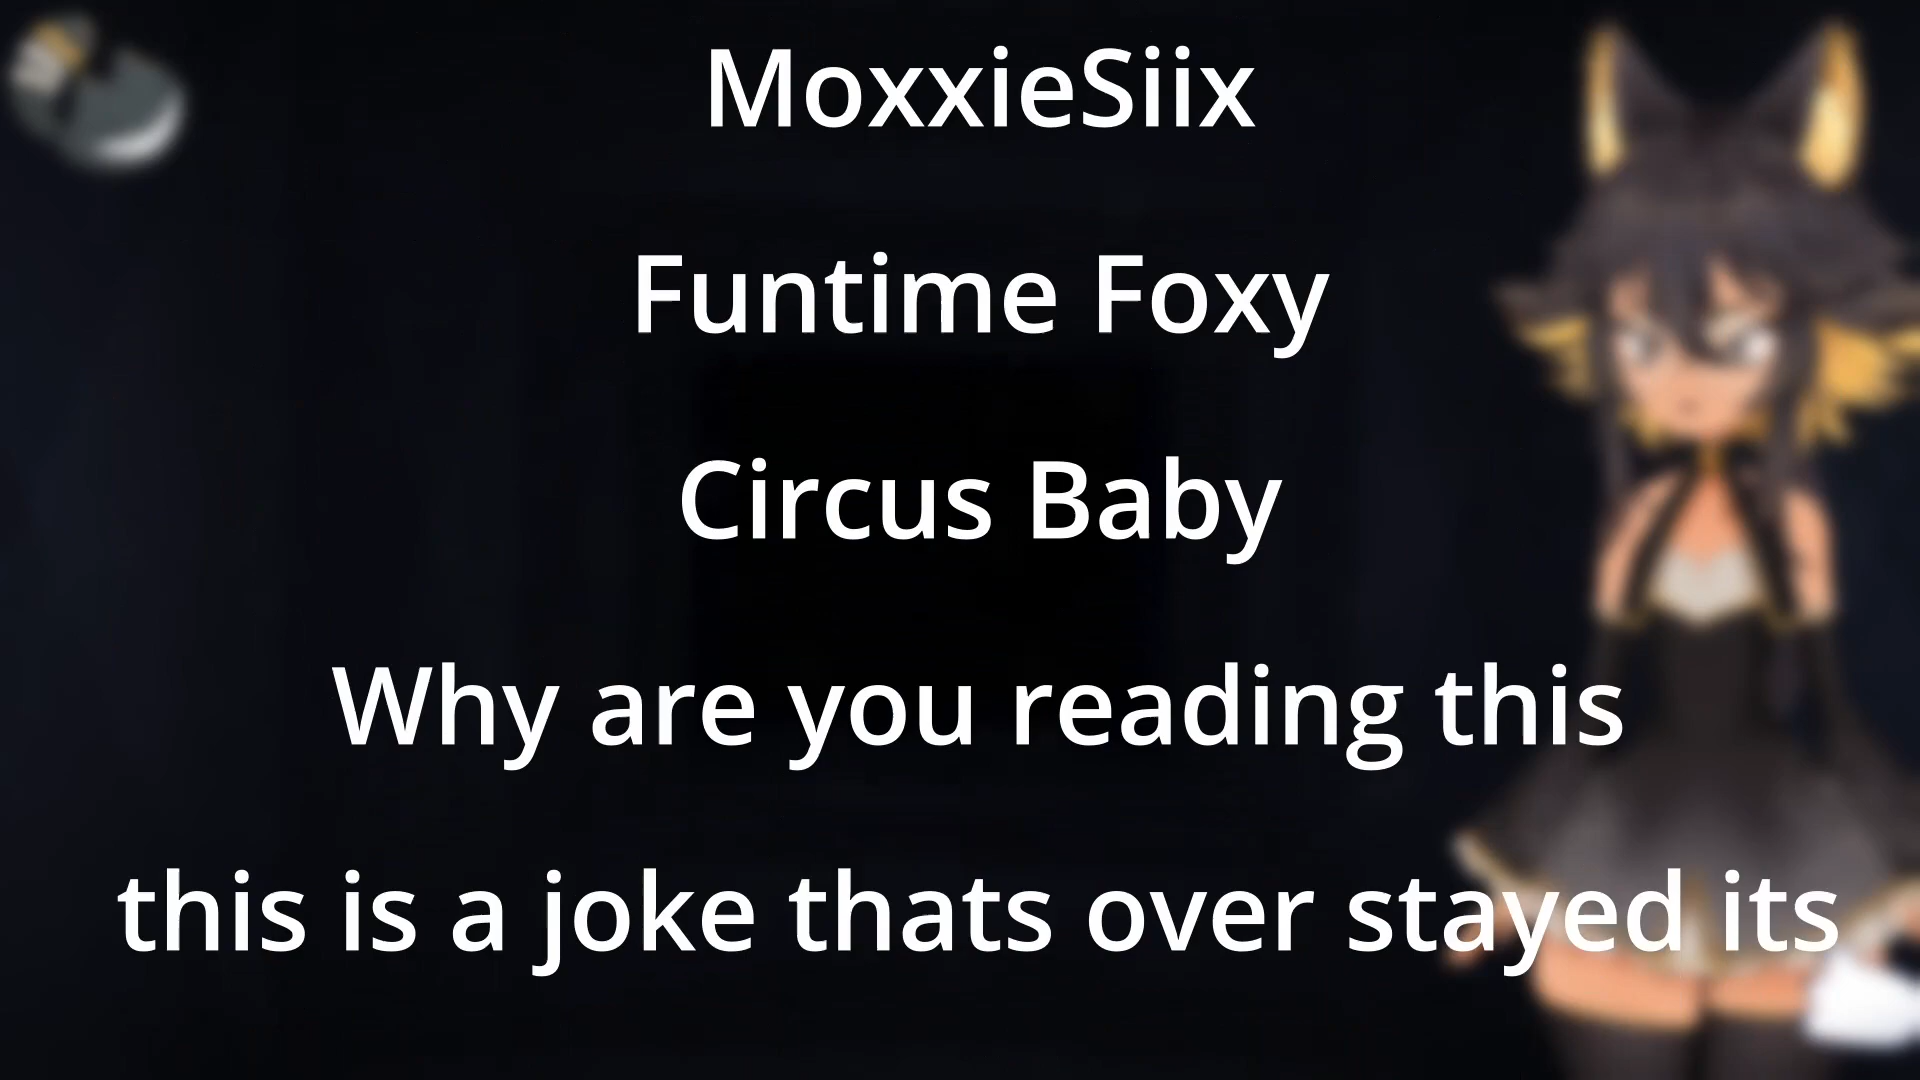 MoxxieSiix
Funtime Foxy
Circus Baby
Why are you reading this
this is a joke thats over stayed its